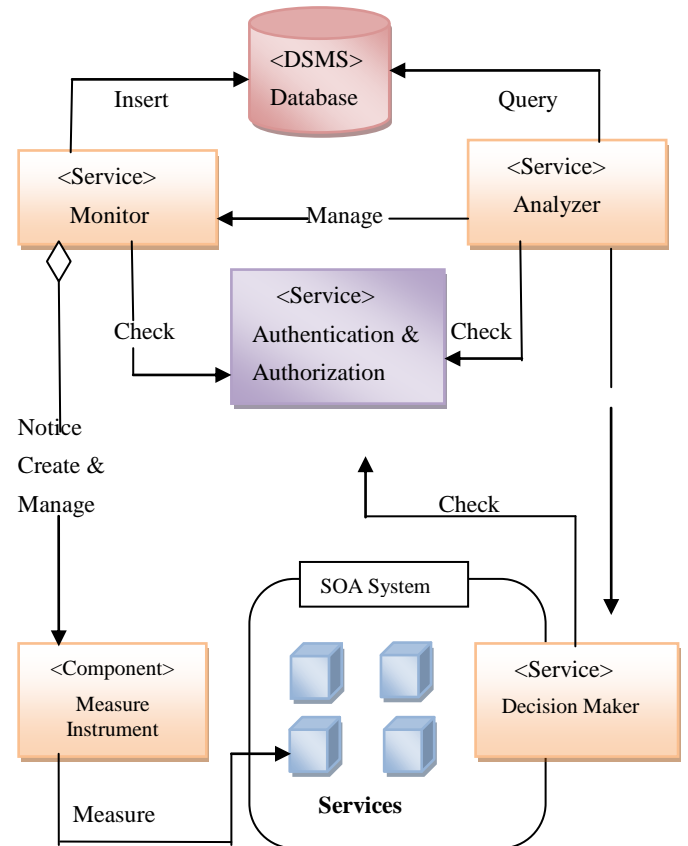 <DSMS>
Database
Insert
Query
<Service>
Monitor
<Service>
Analyzer
Manage
<Service>
Authentication &
Authorization
Check
Check
Notice
Create &
Manage
Check
SOA System
<Component>
Measure
Instrument
<Service>
Decision Maker
Services
Measure